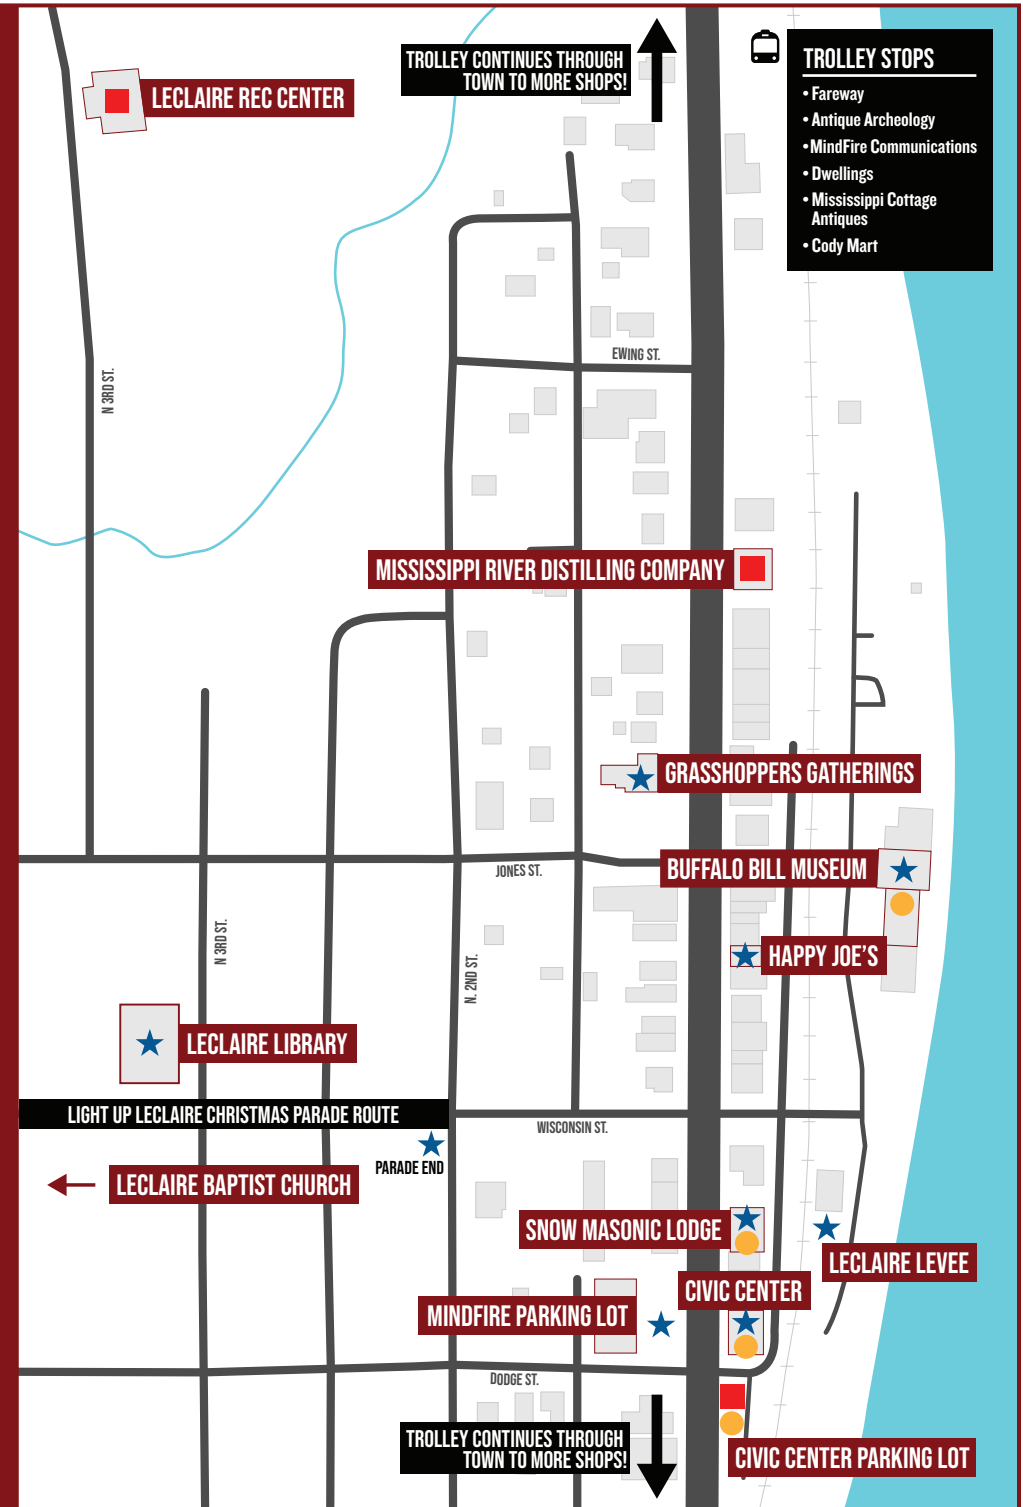 TROLLEY CONTINUES THROUGH
TOWN TO MORE SHOPS!
TROLLEY STOPS
• Fareway
• Antique Archeology
• MindFire Communications
• Dwellings
• Mississippi Cottage
Antiques
• Cody Mart
LECLAIRE REC CENTER
EWING ST.
N 3RD ST.
MISSISSIPPI RIVER DISTILLING COMPANY
GRASSHOPPERS GATHERINGS
BUFFALO BILL MUSEUM
JONES ST.
N 3RD ST.
N. 2ND ST.
HAPPY JOE'S
LECLAIRE LIBRARY
LIGHT UP LECLAIRE CHRISTMAS PARADE ROUTE
WISCONSIN ST.
PARADE END
LECLAIRE BAPTIST CHURCH
SNOW MASONIC LODGE
LECLAIRE LEVEE
CIVIC CENTER
MINDFIRE PARKING LOT
DODGE ST.
TROLLEY CONTINUES THROUGH
TOWN TO MORE SHOPS!
CIVIC CENTER PARKING LOT